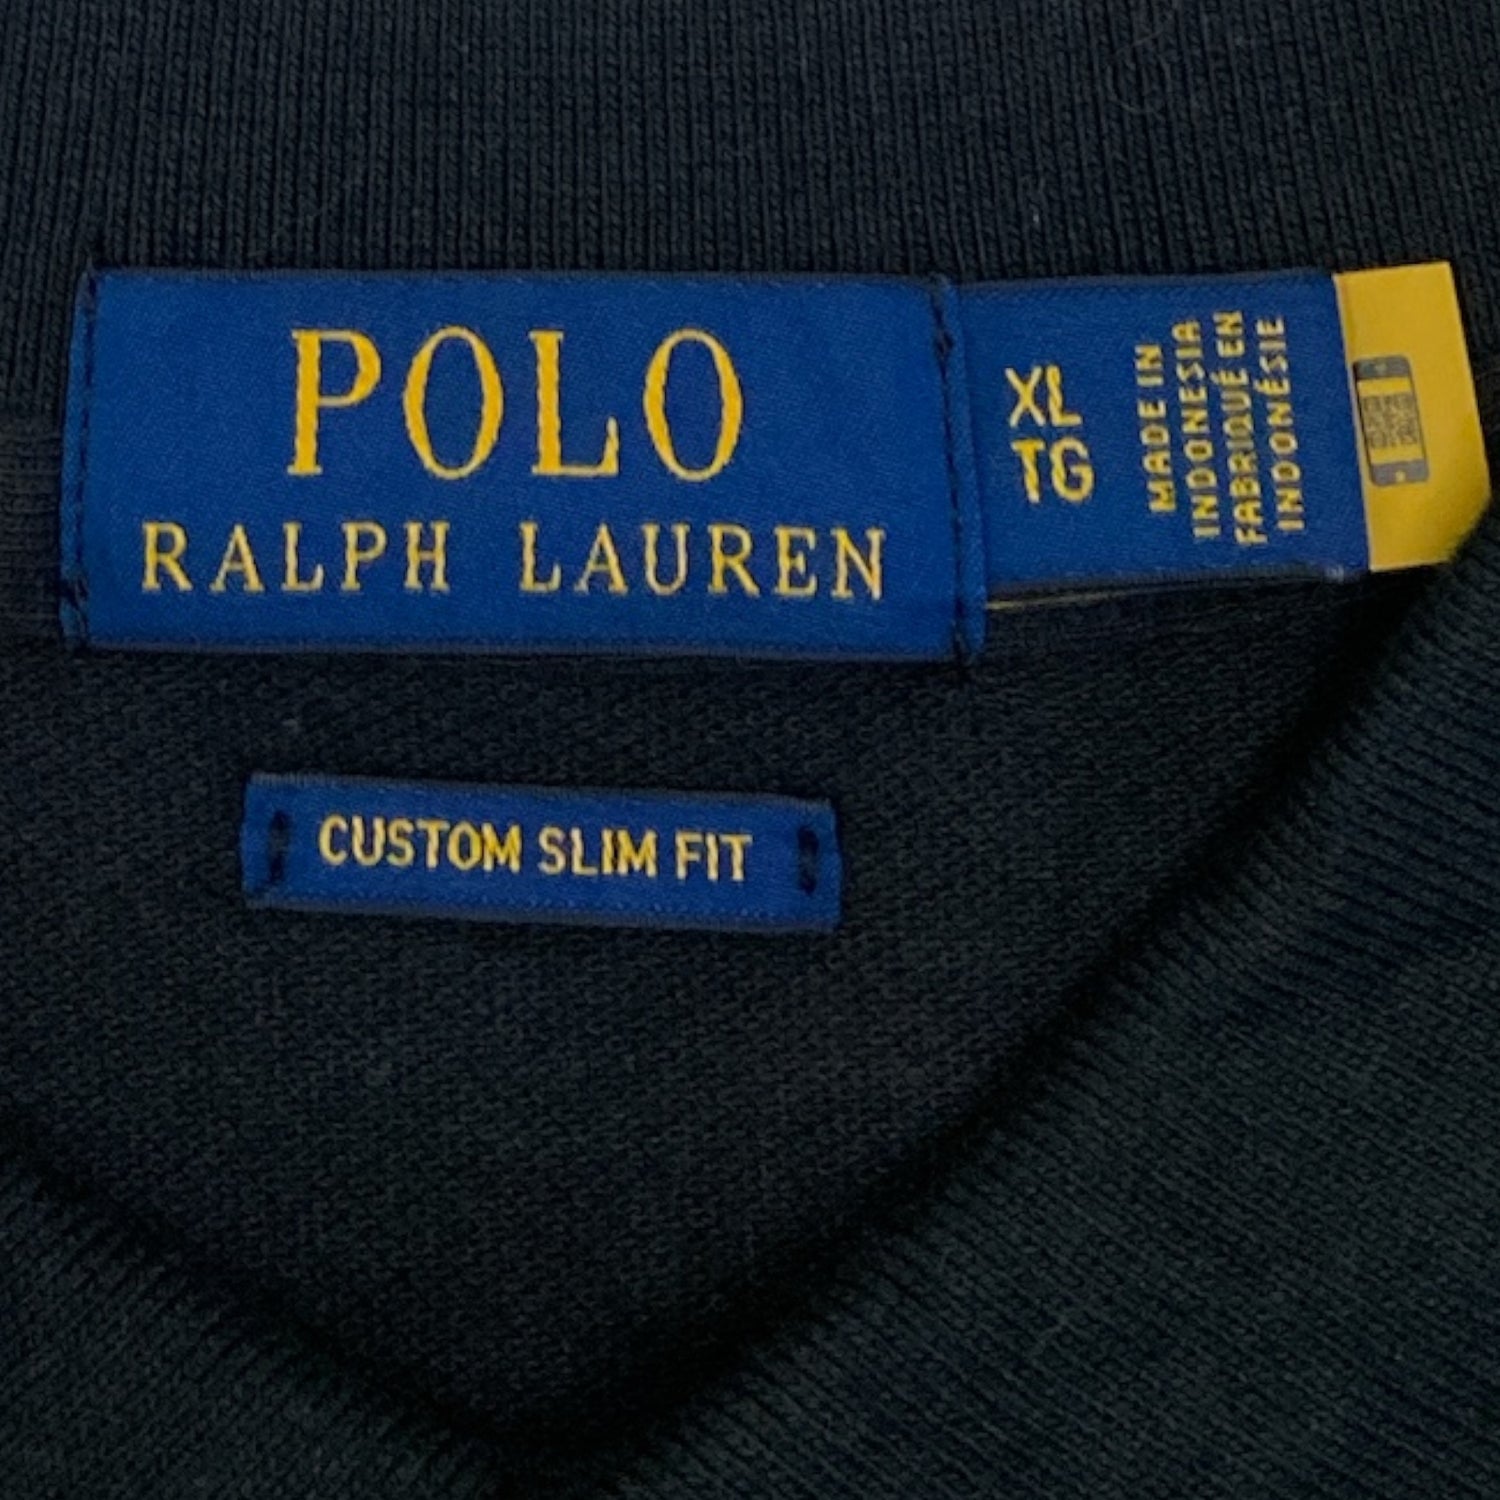 POLO
RALPH LAUREN
XL
TG
MADE IN
INDONESIA
FABRIQUÉ EN
INDONÉSIE
CUSTOM SLIM FIT